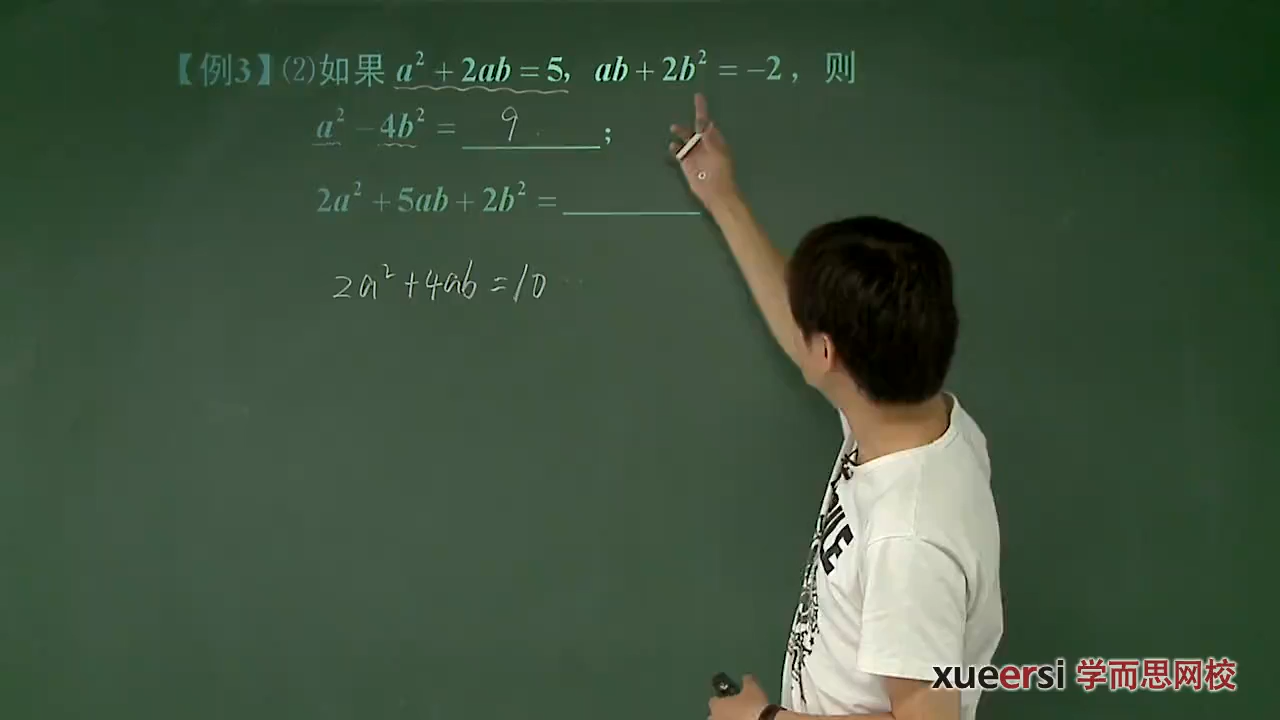 【例3】(2)如果 a² + 2ab = 5, ab + 2b² = −2, 则
a² − 4b² = 9 ;
2a² + 5ab + 2b² = ________
2a² + 4ab = 10
xueersi 学而思网校